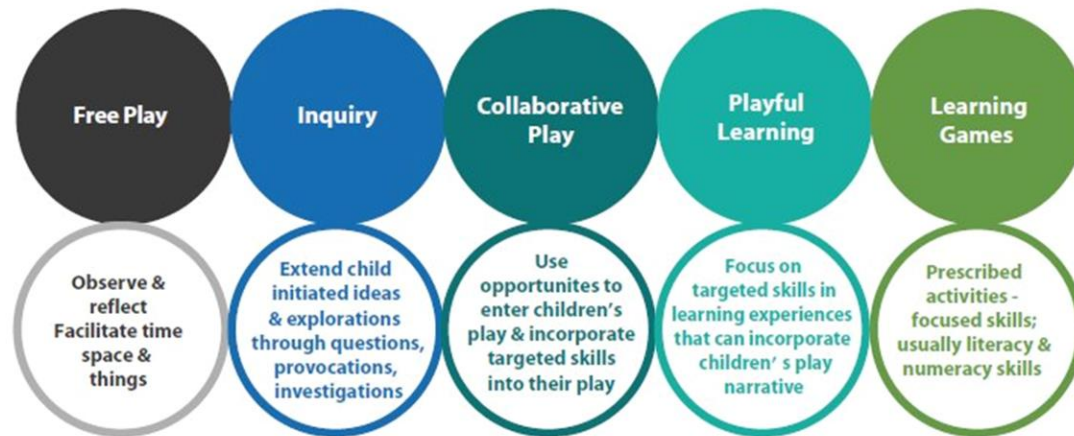 Free Play
Inquiry
Collaborative
Play
Playful
Learning
Learning
Games
Observe &
reflect
Facilitate time
space &
things
Extend child
initiated ideas
& explorations
through questions,
provocations,
investigations
Use
opportunites to
enter children's
play & incorporate
targeted skills
into their play
Focus on
targeted skills in
learning experiences
that can incorporate
children' s play
narrative
Prescribed
activities -
focused skills;
usually literacy &
numeracy skills